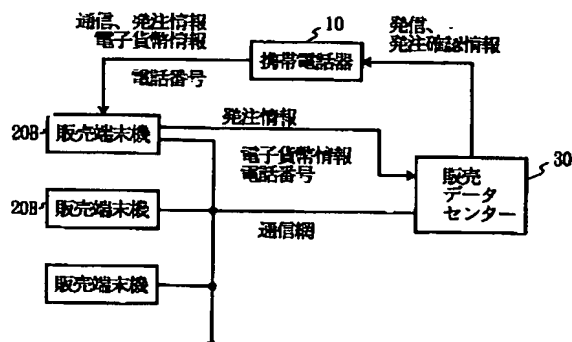 通信、発注情報
電子貨幣情報
10
発信、
発注確認情報
携帯電話器
電話番号
発注情報
20B
販売端末機
電子貨幣情報
電話番号
30
販売
データ
センター
20B
販売端末機
通信網
販売端末機